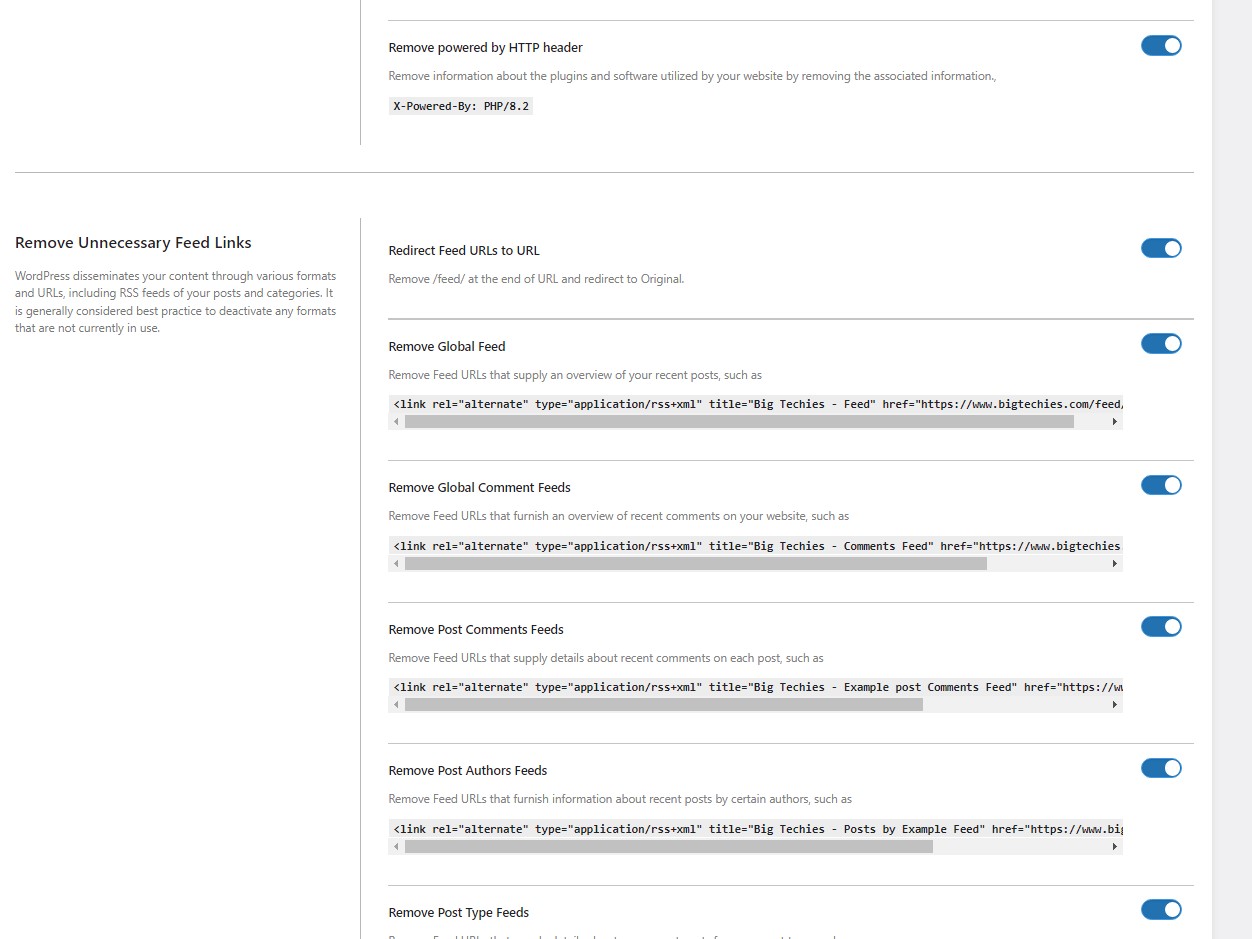 Remove powered by HTTP header
Remove information about the plugins and software utilized by your website by removing the associated information.,
X-Powered-By: PHP/8.2
Remove Unnecessary Feed Links
WordPress disseminates your content through various formats
and URLs, including RSS feeds of your posts and categories. It
is generally considered best practice to deactivate any formats
that are not currently in use.
Redirect Feed URLs to URL
Remove /feed/ at the end of URL and redirect to Original.
Remove Global Feed
Remove Feed URLs that supply an overview of your recent posts, such as
<link rel="alternate" type="application/rss+xml" title="Big Techies - Feed" href="https://www.bigtechies.com/feed/
Remove Global Comment Feeds
Remove Feed URLs that furnish an overview of recent comments on your website, such as
<link rel="alternate" type="application/rss+xml" title="Big Techies - Comments Feed" href="https://www.bigtechies
Remove Post Comments Feeds
Remove Feed URLs that supply details about recent comments on each post, such as
<link rel="alternate" type="application/rss+xml" title="Big Techies - Example post Comments Feed" href="https://ww
Remove Post Authors Feeds
Remove Feed URLs that furnish information about recent posts by certain authors, such as
<link rel="alternate" type="application/rss+xml" title="Big Techies - Posts by Example Feed" href="https://www.big
Remove Post Type Feeds